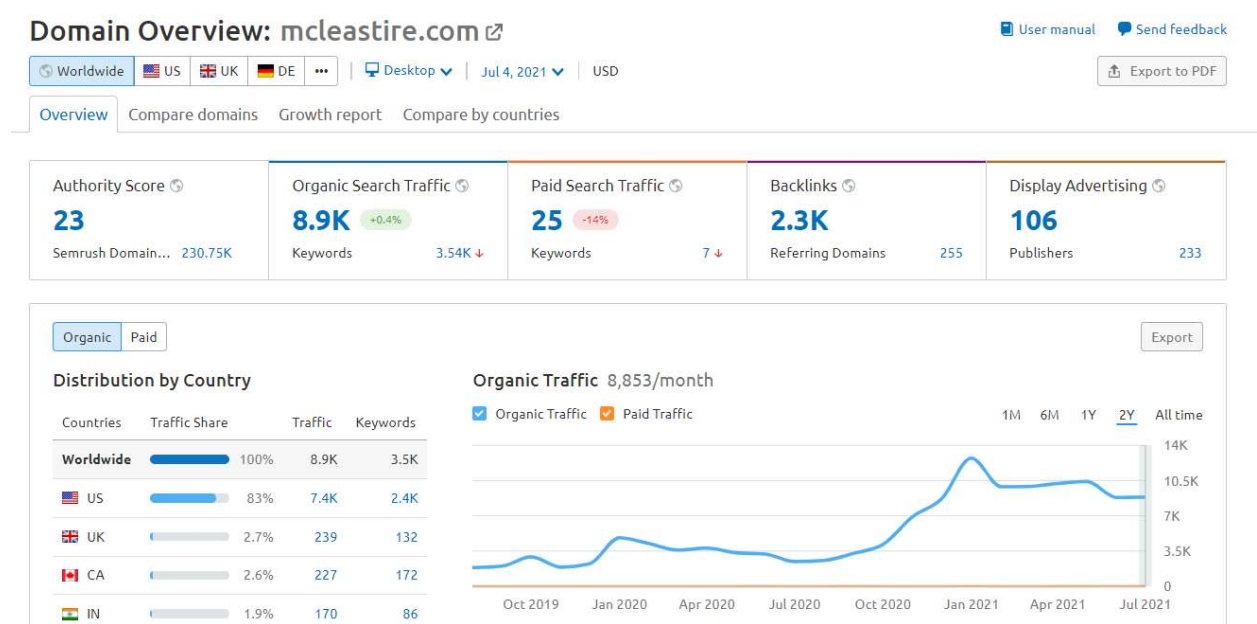 Domain Overview: mcleastire.com
User manual Send feedback
Worldwide US UK DE ••• Desktop Jul 4, 2021 USD
Export to PDF
Overview Compare domains Growth report Compare by countries
Authority Score Organic Search Traffic Paid Search Traffic Backlinks Display Advertising
23 8.9K +0.4% 25 -14% 2.3K 106
Semrush Domain... 230.75K Keywords 3.54K ↓ Keywords 7 ↓ Referring Domains 255 Publishers 233
Organic Paid Export
Distribution by Country
Organic Traffic 8,853/month
Organic Traffic Paid Traffic 1M 6M 1Y 2Y All time
Countries Traffic Share Traffic Keywords
Worldwide 100% 8.9K 3.5K
US 83% 7.4K 2.4K
UK 2.7% 239 132
CA 2.6% 227 172
IN 1.9% 170 86
14K
10.5K
7K
3.5K
0
Oct 2019 Jan 2020 Apr 2020 Jul 2020 Oct 2020 Jan 2021 Apr 2021 Jul 2021